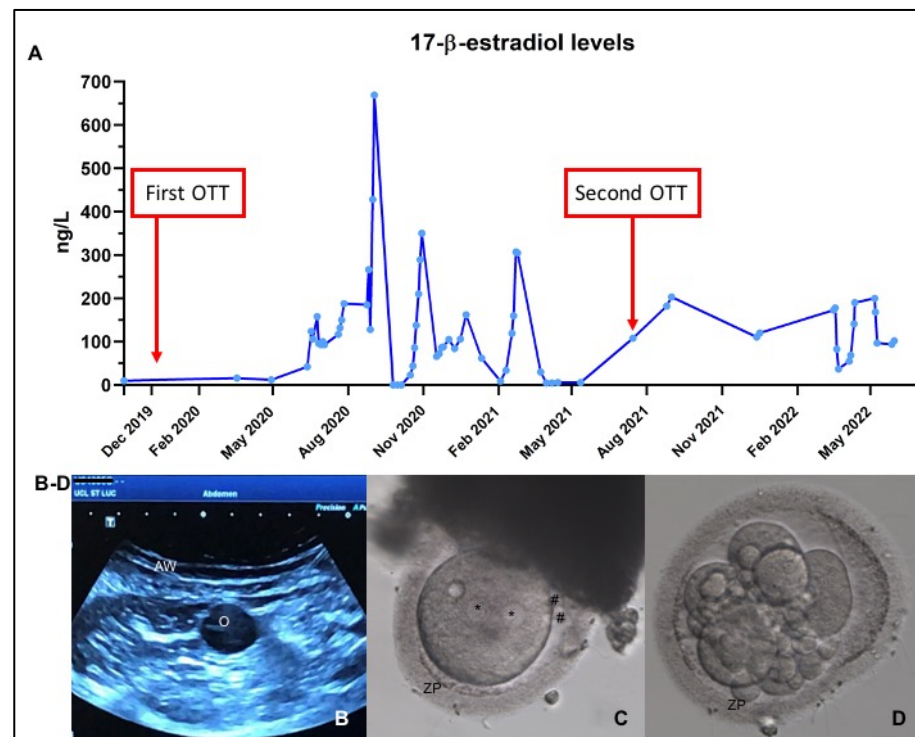 A
17-β-estradiol levels
ng/L
700
600
500
400
300
200
100
0
First OTT
Second OTT
Dec 2019
Feb 2020
May 2020
Aug 2020
Nov 2020
Feb 2021
May 2021
Aug 2021
Nov 2021
Feb 2022
May 2022
B-D
UCL ST LUC
Abdomen
Precision
T
AW
O
B
*
*
#
#
ZP
C
ZP
D